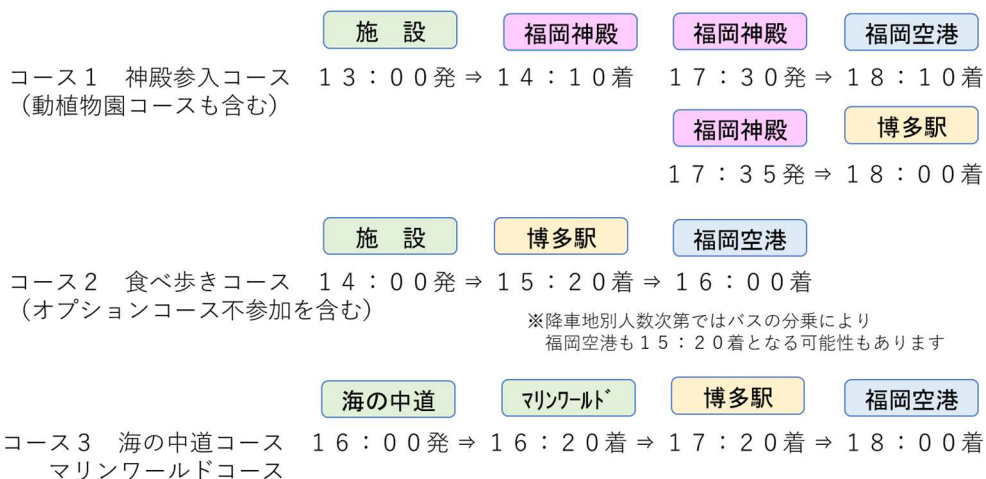 施　設　福岡神殿　福岡神殿　福岡空港
コース１　神殿参入コース　１３：００発⇒１４：１０着　１７：３０発⇒１８：１０着
（動植物園コースも含む）
福岡神殿　博多駅
１７：３５発⇒１８：００着
施　設　博多駅　福岡空港
コース２　食べ歩きコース　１４：００発⇒１５：２０着⇒１６：００着
（オプションコース不参加を含む）
※降車地別人数次第ではバスの分乗により
福岡空港も１５：２０着となる可能性もあります
海の中道　ﾏﾘﾝﾜｰﾙﾄﾞ　博多駅　福岡空港
コース３　海の中道コース　１６：００発⇒１６：２０着⇒１７：２０着⇒１８：００着
マリンワールドコース